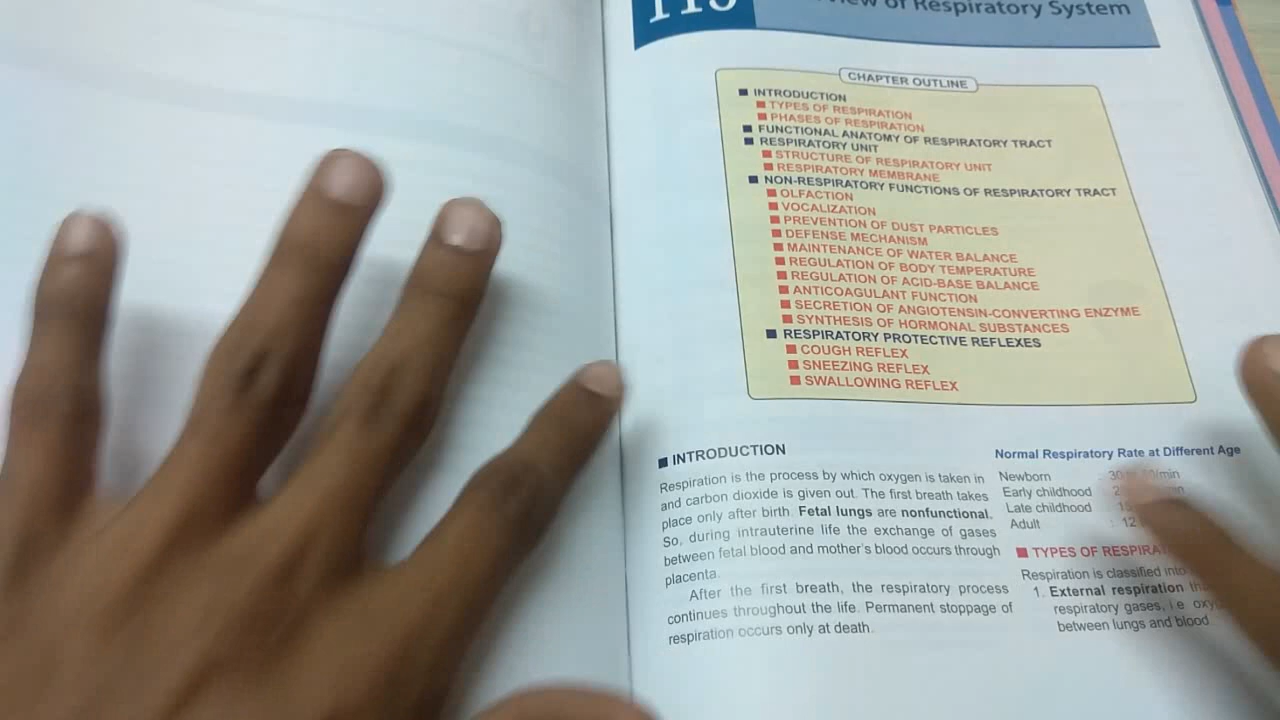 of Respiratory System
CHAPTER OUTLINE
■ INTRODUCTION
■ TYPES OF RESPIRATION
■ PHASES OF RESPIRATION
■ FUNCTIONAL ANATOMY OF RESPIRATORY TRACT
■ RESPIRATORY UNIT
■ STRUCTURE OF RESPIRATORY UNIT
■ RESPIRATORY MEMBRANE
■ NON-RESPIRATORY FUNCTIONS OF RESPIRATORY TRACT
■ OLFACTION
■ VOCALIZATION
■ PREVENTION OF DUST PARTICLES
■ DEFENSE MECHANISM
■ MAINTENANCE OF WATER BALANCE
■ REGULATION OF BODY TEMPERATURE
■ REGULATION OF ACID-BASE BALANCE
■ ANTICOAGULANT FUNCTION
■ SECRETION OF ANGIOTENSIN-CONVERTING ENZYME
■ SYNTHESIS OF HORMONAL SUBSTANCES
■ RESPIRATORY PROTECTIVE REFLEXES
■ COUGH REFLEX
■ SNEEZING REFLEX
■ SWALLOWING REFLEX
■ INTRODUCTION
Respiration is the process by which oxygen is taken in
and carbon dioxide is given out. The first breath takes
place only after birth. Fetal lungs are nonfunctional.
So, during intrauterine life the exchange of gases
between fetal blood and mother's blood occurs through
placenta.
After the first breath, the respiratory process
continues throughout the life. Permanent stoppage of
respiration occurs only at death.
Normal Respiratory Rate at Different Age
Newborn : 30
Early childhood :
Late childhood :
Adult : 12
■ TYPES OF
Respiration is classified into
1. External respiration
respiratory gases, i.e.
between lungs and blood